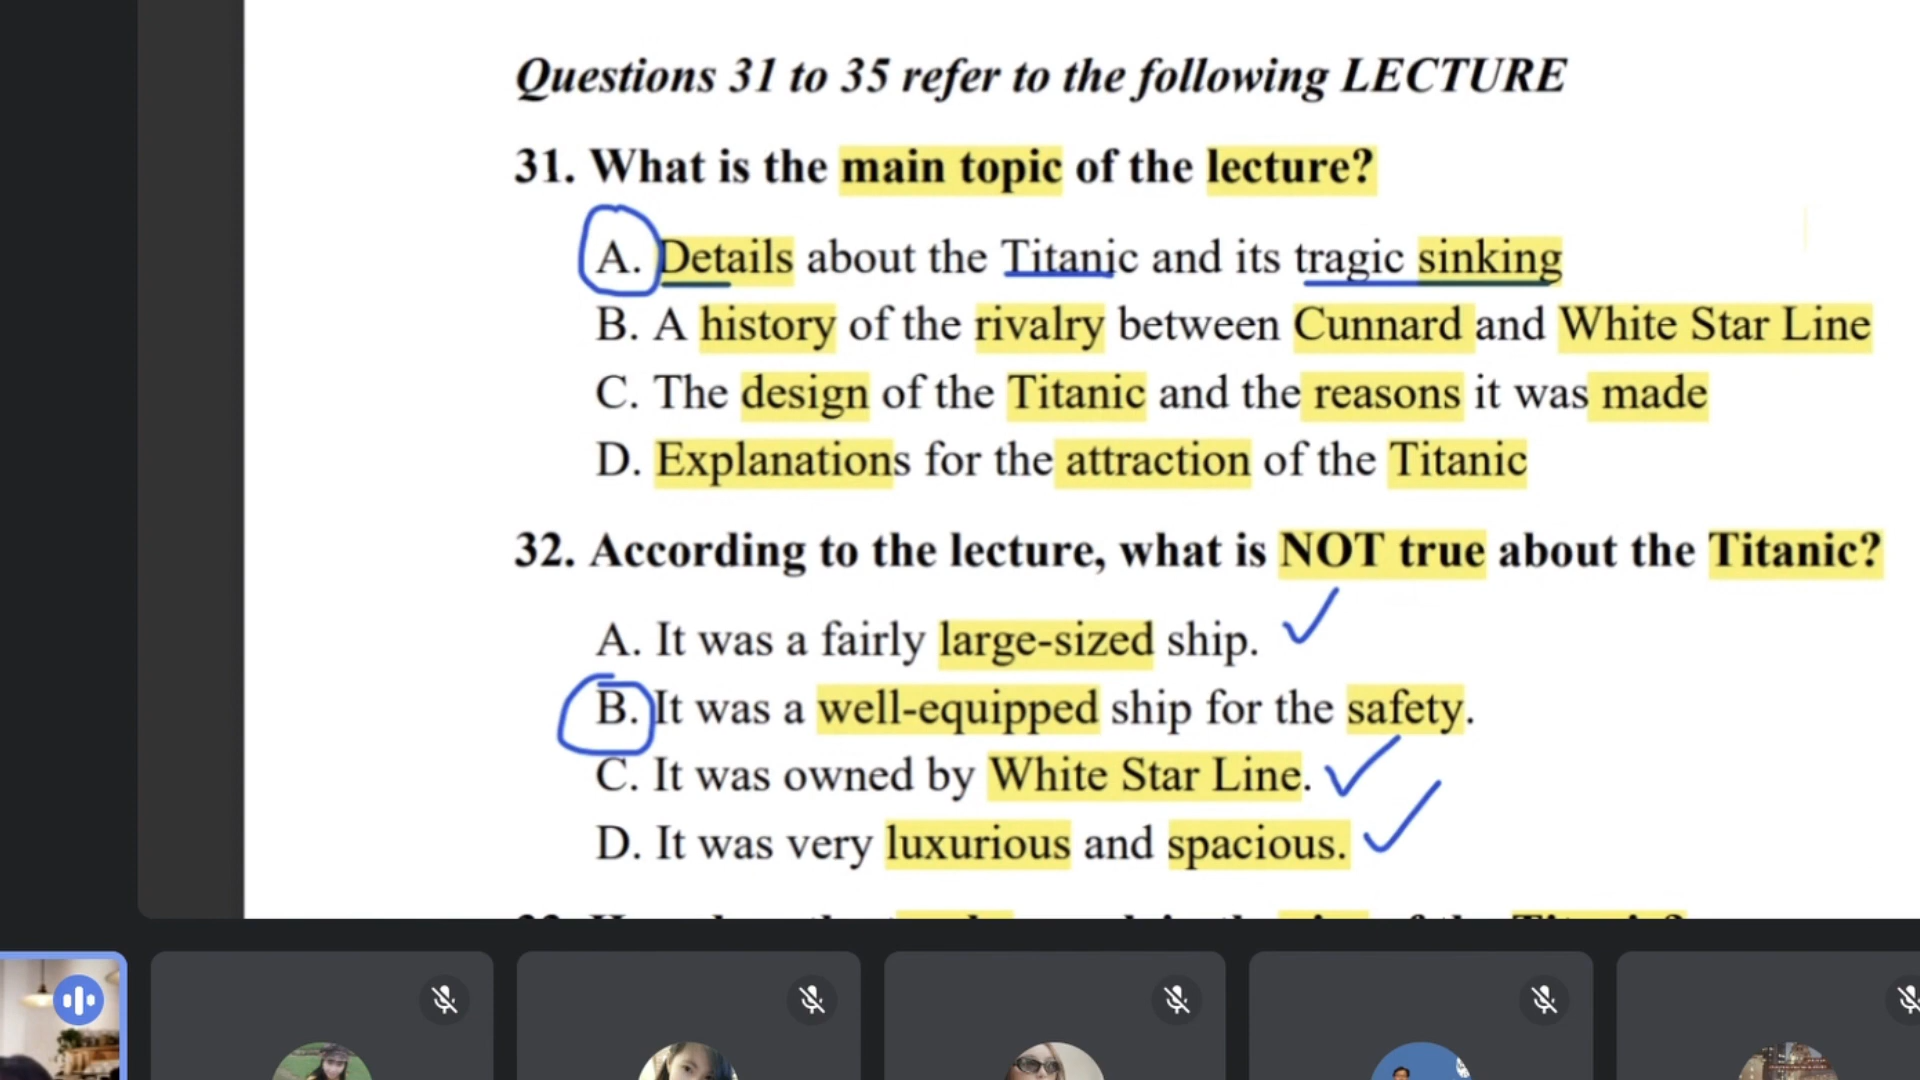 Questions 31 to 35 refer to the following LECTURE
31. What is the main topic of the lecture?
A. Details about the Titanic and its tragic sinking
B. A history of the rivalry between Cunnard and White Star Line
C. The design of the Titanic and the reasons it was made
D. Explanations for the attraction of the Titanic
32. According to the lecture, what is NOT true about the Titanic?
A. It was a fairly large-sized ship.
B. It was a well-equipped ship for the safety.
C. It was owned by White Star Line.
D. It was very luxurious and spacious.